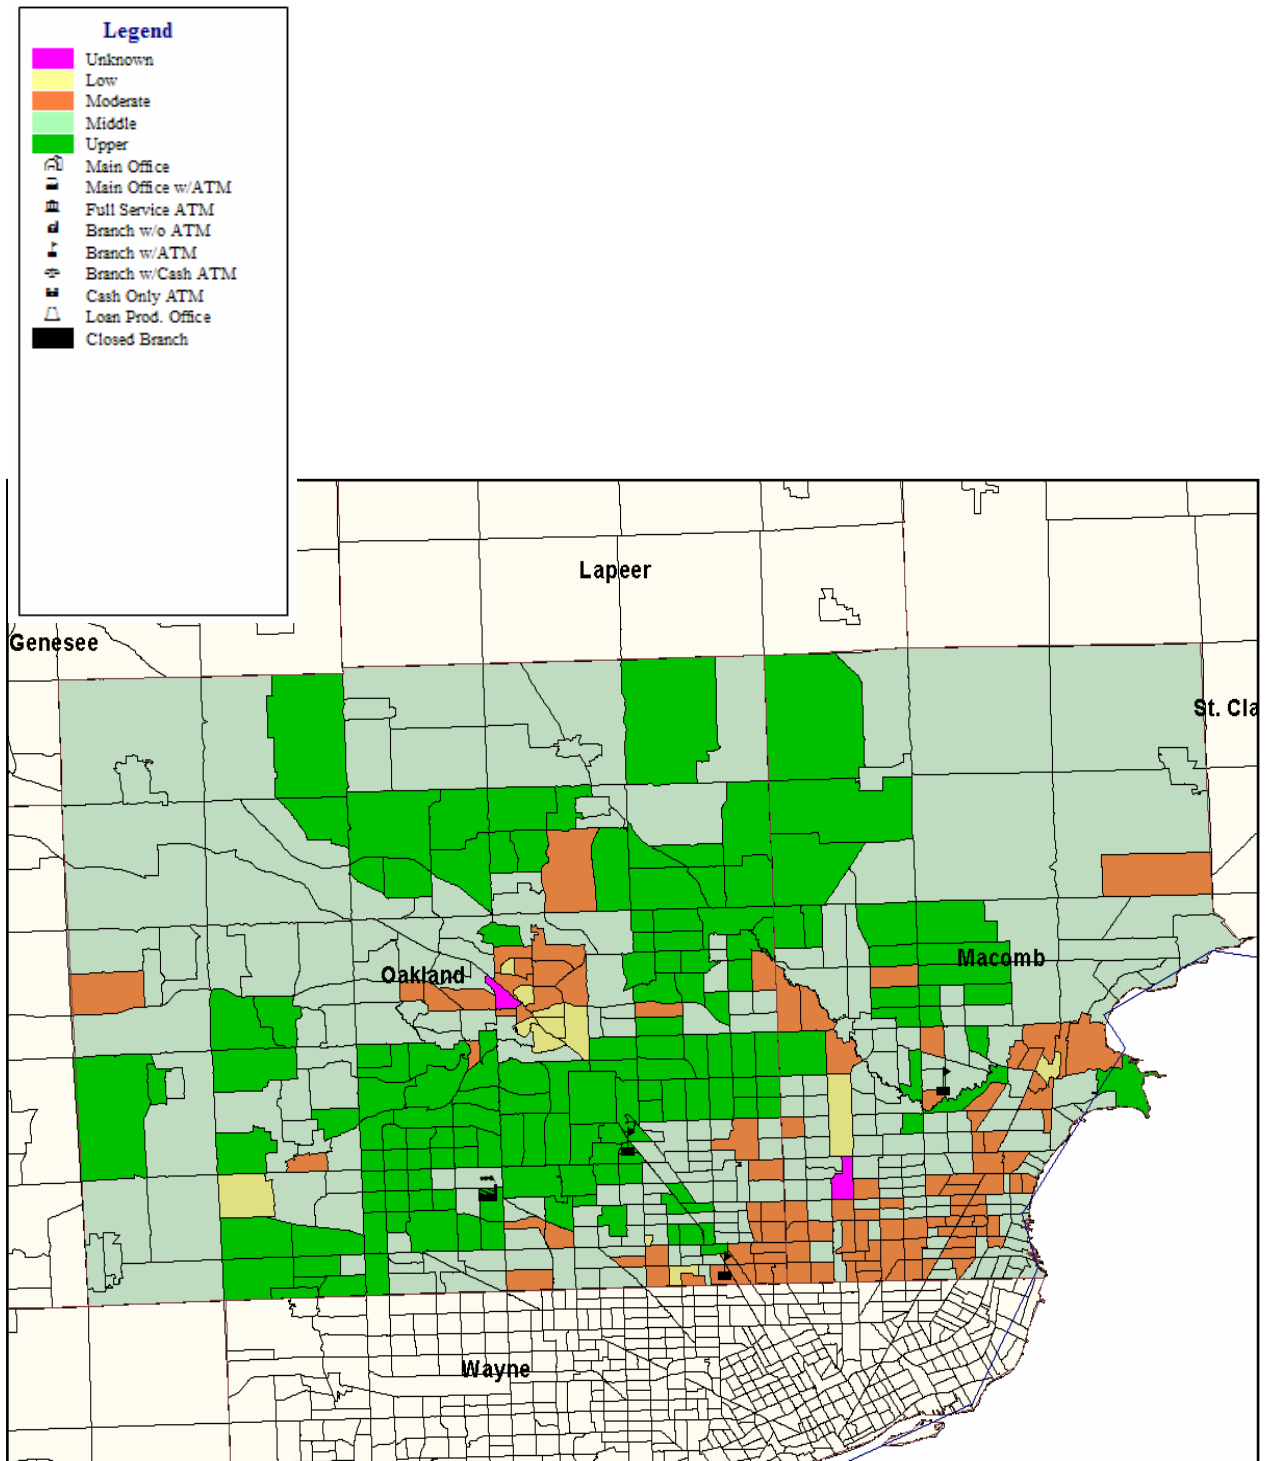 Legend
Unknown
Low
Moderate
Middle
Upper
Main Office
Main Office w/ATM
Full Service ATM
Branch w/o ATM
Branch w/ATM
Branch w/Cash ATM
Cash Only ATM
Loan Prod. Office
Closed Branch
Lapeer
Genesee
St. Cla
Macomb
Oakland
Wayne